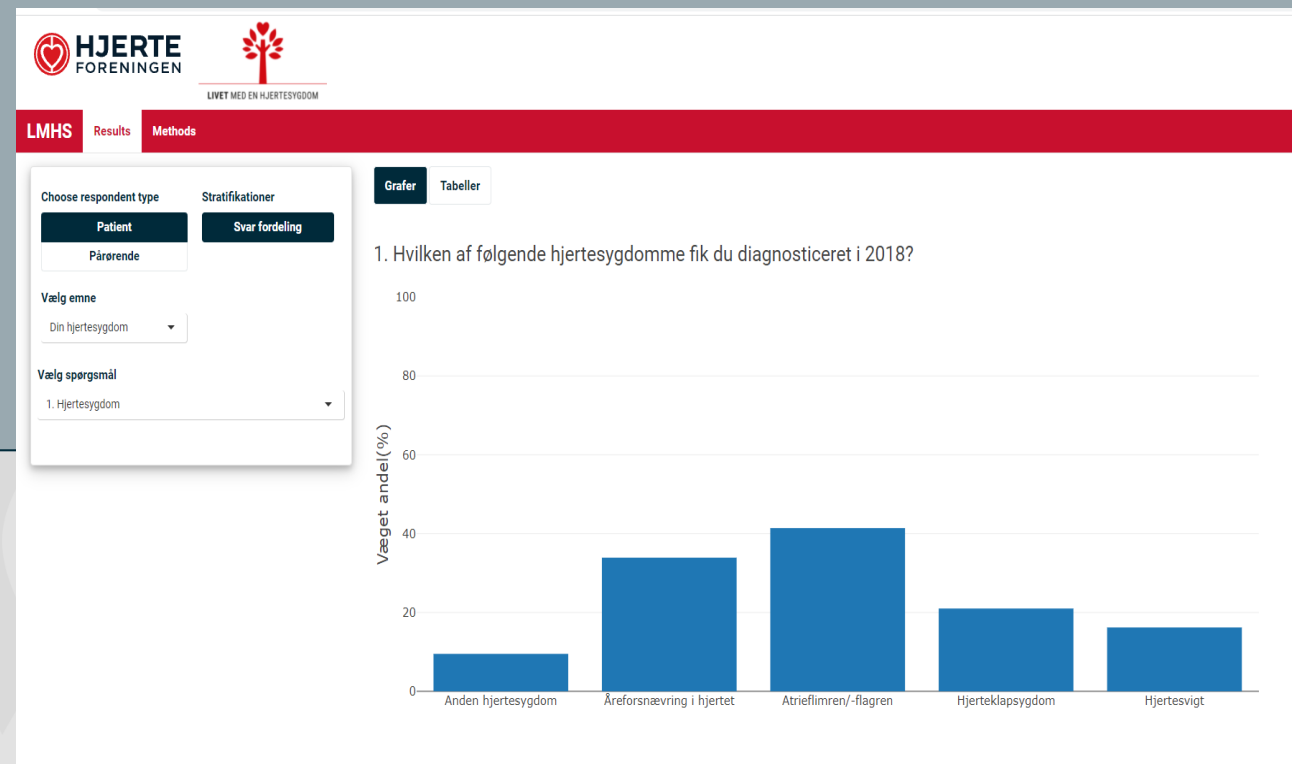 HJERTE
FORENINGEN
LIVET MED EN HJERTESYGDOM
LMHS Results Methods
Choose respondent type Stratifikationer
Patient Svar fordeling
Pårørende
Vælg emne
Din hjertesygdom
Vælg spørgsmål
1. Hjertesygdom
Grafer Tabeller
1. Hvilken af følgende hjertesygdomme fik du diagnosticeret i 2018?
Væget andel(%)
100
80
60
40
20
0
Anden hjertesygdom Åreforsnævring i hjertet Atrieflimren/-flagren Hjerteklapsygdom Hjertesvigt